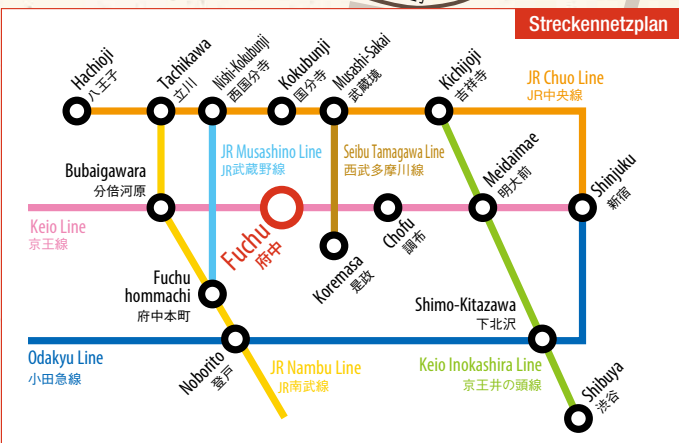 Streckennetzplan
Hachioji
八王子
Tachikawa
立川
Nishi-Kokubunji
西国分寺
Kokubunji
国分寺
Musashi-Sakai
武蔵境
Kichijoji
吉祥寺
JR Chuo Line
JR中央線
Bubaigawara
分倍河原
JR Musashino Line
JR武蔵野線
Seibu Tamagawa Line
西武多摩川線
Meidaimae
明大前
Shinjuku
新宿
Keio Line
京王線
Fuchu
府中
Chofu
調布
Koremasa
是政
Fuchu
hommachi
府中本町
Shimo-Kitazawa
下北沢
Odakyu Line
小田急線
Noborito
登戸
JR Nambu Line
JR南武線
Keio Inokashira Line
京王井の頭線
Shibuya
渋谷